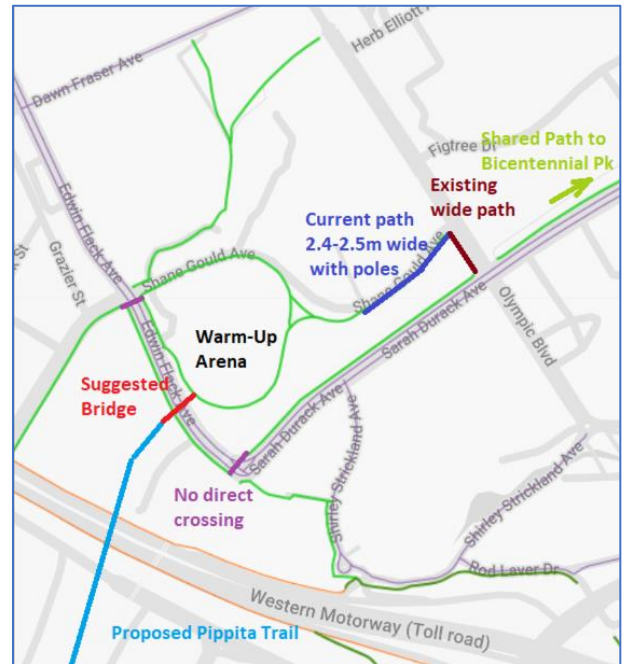 Herb Elliott
Dawn Fraser Ave
Shared Path to
Bicentennial Pk
Figtree Dr
Existing
wide path
Current path
2.4-2.5m wide
with poles
Edwin Flack Ave
Grazier St
Shane Gould Ave
Shane Gould Ave
Warm-Up
Arena
Edwin Flack Ave
Sarah Durack Ave
Olympic Blvd
Suggested
Bridge
Sarah Durack Ave
No direct
crossing
Shirley Strickland Ave
Shirley Strickland Ave
Rod Laver Dr
Western Motorway (Toll road)
Proposed Pippita Trail